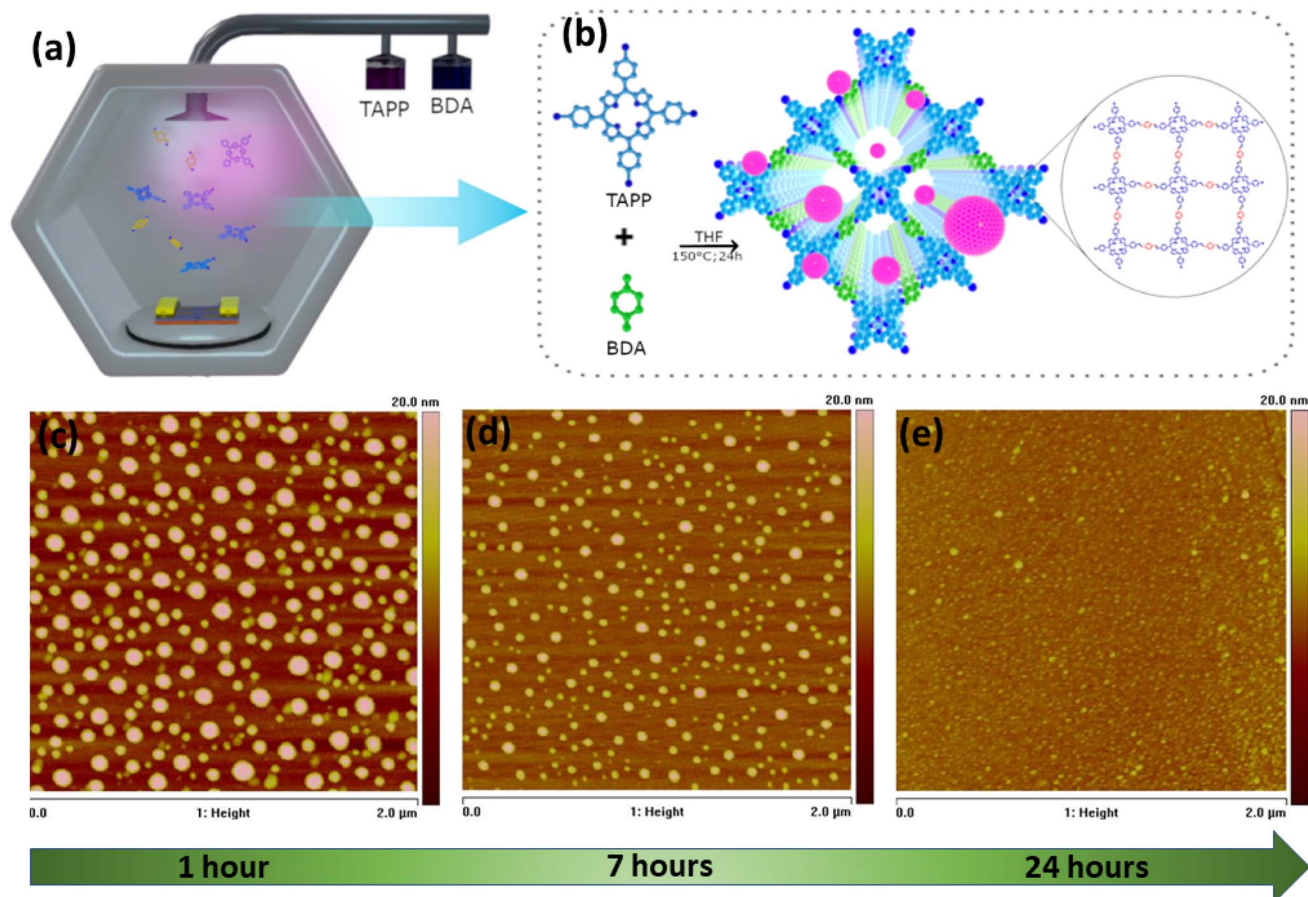 (a)
TAPP BDA
(b)
TAPP
+
THF
150°C;24h
BDA
20.0 nm
(c)
0.0 1: Height 2.0 µm
20.0 nm
(d)
0.0 1: Height 2.0 µm
20.0 nm
(e)
0.0 1: Height 2.0 µm
1 hour 7 hours 24 hours